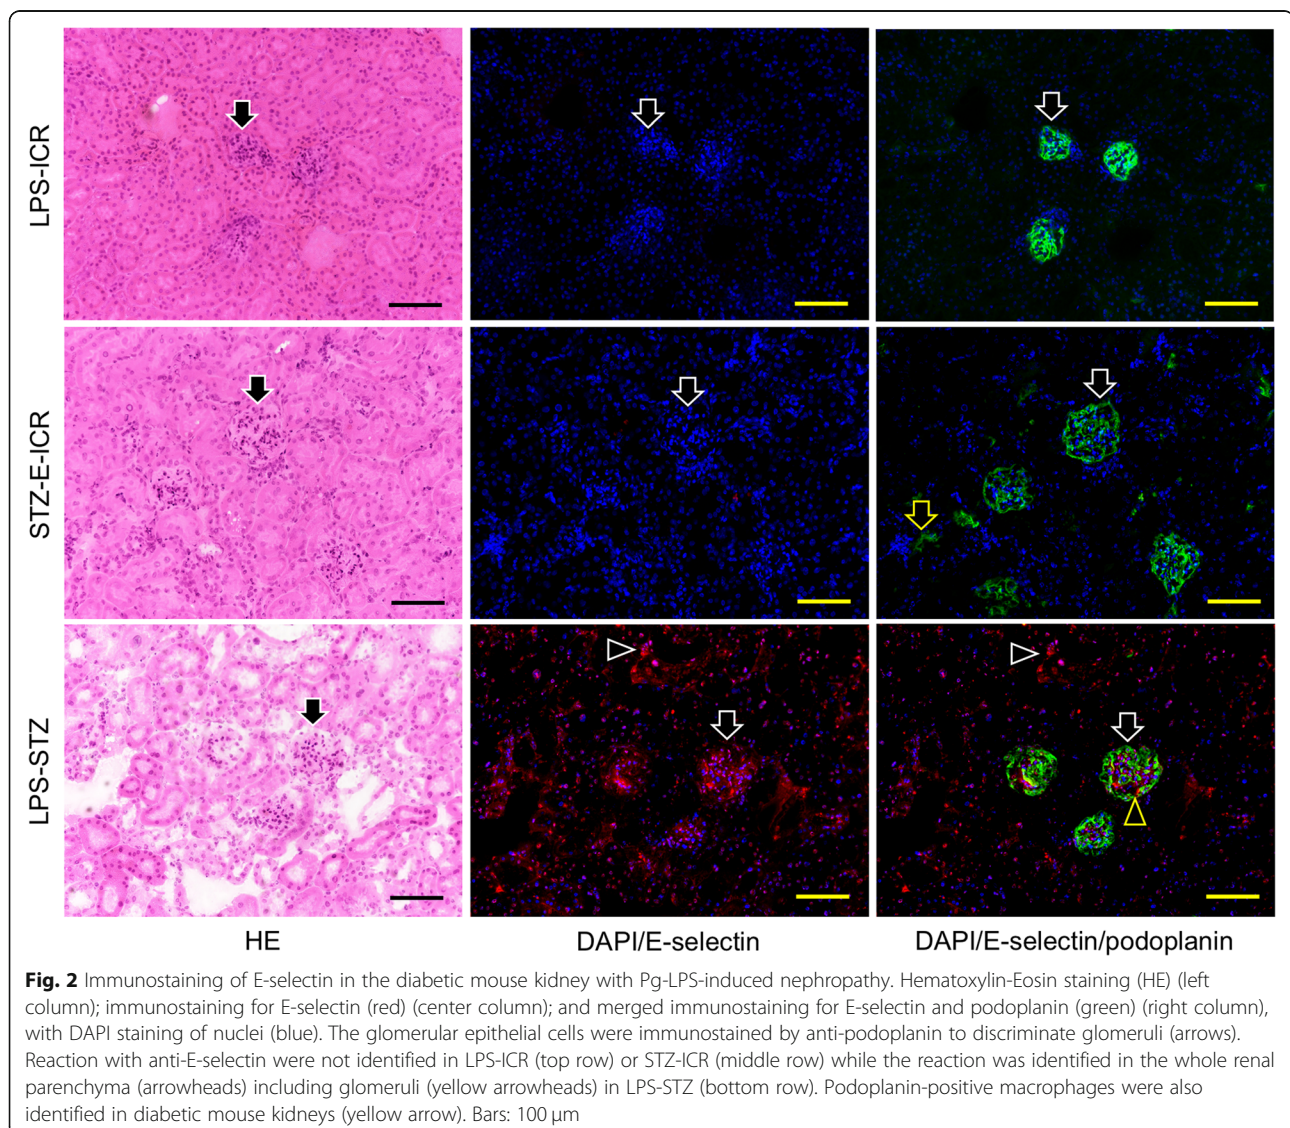 LPS-ICR
STZ-E-ICR
LPS-STZ
HE
DAPI/E-selectin
DAPI/E-selectin/podoplanin
Fig. 2 Immunostaining of E-selectin in the diabetic mouse kidney with Pg-LPS-induced nephropathy. Hematoxylin-Eosin staining (HE) (left
column); immunostaining for E-selectin (red) (center column); and merged immunostaining for E-selectin and podoplanin (green) (right column),
with DAPI staining of nuclei (blue). The glomerular epithelial cells were immunostained by anti-podoplanin to discriminate glomeruli (arrows).
Reaction with anti-E-selectin were not identified in LPS-ICR (top row) or STZ-ICR (middle row) while the reaction was identified in the whole renal
parenchyma (arrowheads) including glomeruli (yellow arrowheads) in LPS-STZ (bottom row). Podoplanin-positive macrophages were also
identified in diabetic mouse kidneys (yellow arrow). Bars: 100 μm